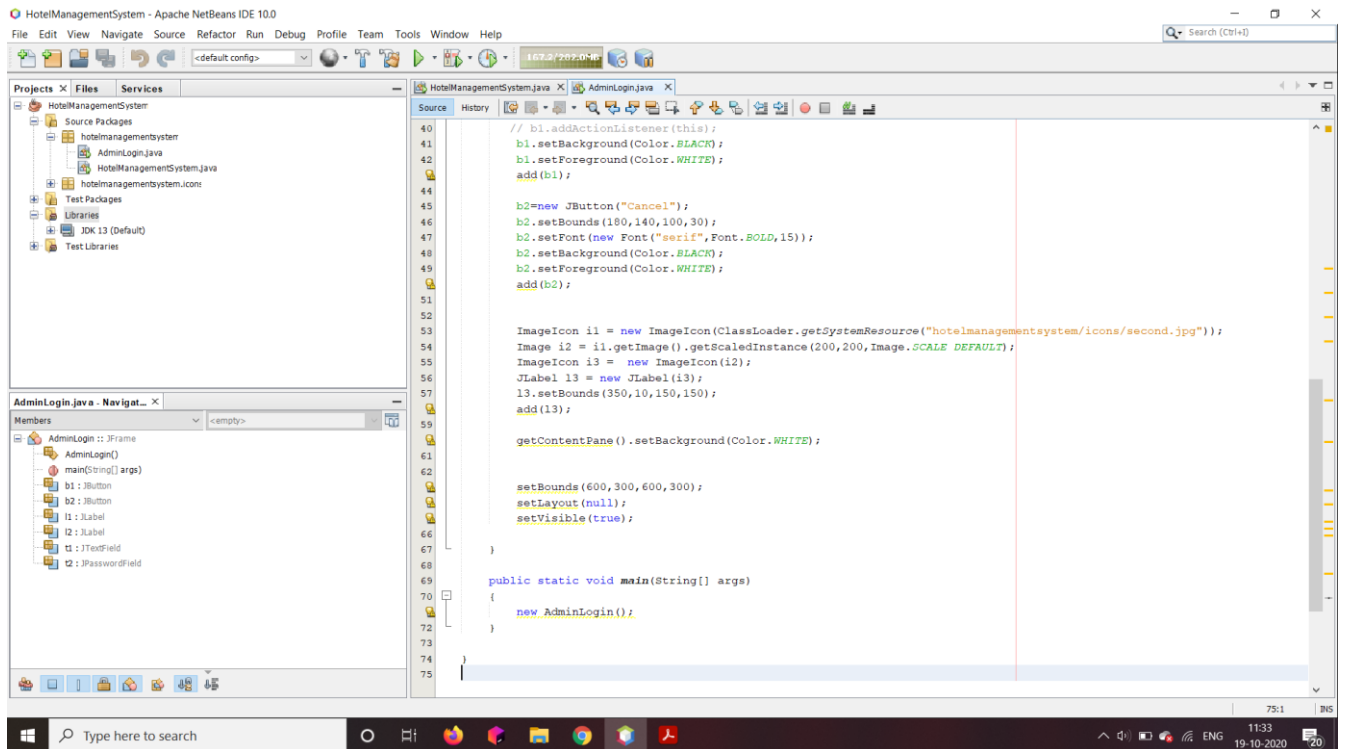 HotelManagementSystem - Apache NetBeans IDE 10.0
File Edit View Navigate Source Refactor Run Debug Profile Team Tools Window Help
Search (Ctrl+I)
<default config>
Projects Files Services
HotelManagementSystem
Source Packages
hotelmanagementsystem
AdminLogin.java
HotelManagementSystem.java
hotelmanagementsystem.icons
Test Packages
Libraries
JDK 13 (Default)
Test Libraries
AdminLogin.java - Navigat...
Members <empty>
AdminLogin :: JFrame
AdminLogin()
main(String[] args)
b1 : JButton
b2 : JButton
l1 : JLabel
l2 : JLabel
t1 : JTextField
t2 : JPasswordField
HotelManagementSystem.java AdminLogin.java
Source History
40 // b1.addActionListener(this);
41 b1.setBackground(Color.BLACK);
42 b1.setForeground(Color.WHITE);
add(b1);
44
45 b2=new JButton("Cancel");
46 b2.setBounds(180,140,100,30);
47 b2.setFont(new Font("serif",Font.BOLD,15));
48 b2.setBackground(Color.BLACK);
49 b2.setForeground(Color.WHITE);
add(b2);
51
52
53 ImageIcon i1 = new ImageIcon(ClassLoader.getSystemResource("hotelmanagementsystem/icons/second.jpg"));
54 Image i2 = i1.getImage().getScaledInstance(200,200,Image.SCALE_DEFAULT);
55 ImageIcon i3 = new ImageIcon(i2);
56 JLabel l3 = new JLabel(i3);
57 l3.setBounds(350,10,150,150);
add(l3);
59
getContentPane().setBackground(Color.WHITE);
61
62
setBounds(600,300,600,300);
setLayout(null);
setVisible(true);
66
67 }
68
69 public static void main(String[] args)
70 {
new AdminLogin();
72 }
73
74 }
75
75:1 INS
Type here to search
ENG
11:33
19-10-2020
20